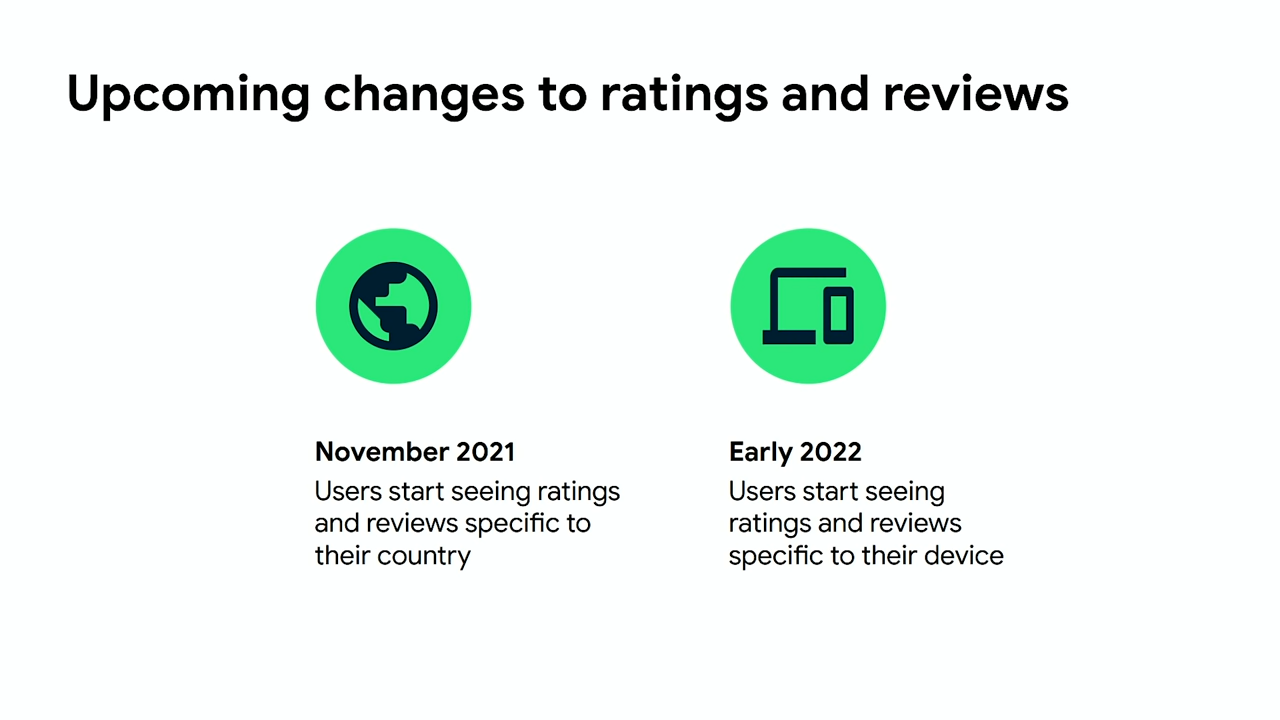 Upcoming changes to ratings and reviews
November 2021
Users start seeing ratings
and reviews specific to
their country
Early 2022
Users start seeing
ratings and reviews
specific to their device